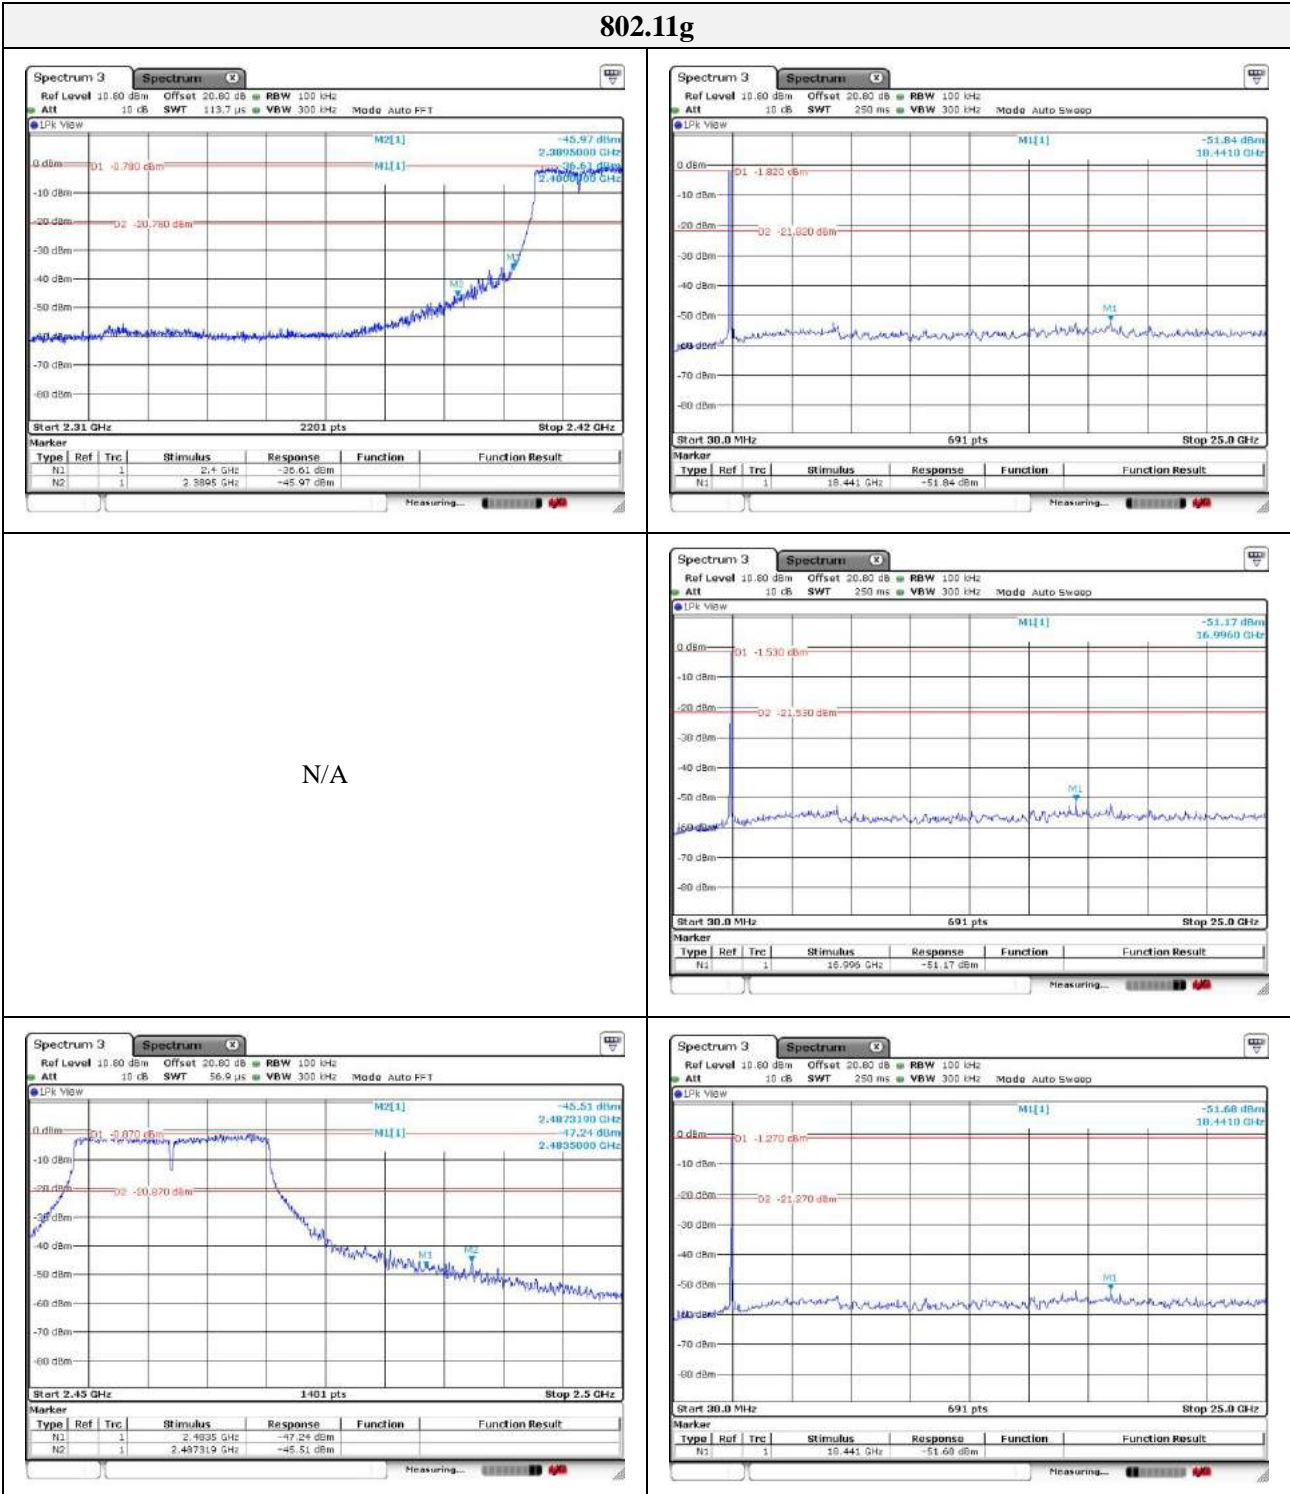 802.11g
Spectrum 3 Spectrum X
Ref Level 10.80 dBm Offset 20.80 dB RBW 100 kHz
Att 10 dB SWT 113.7 µs VBW 300 kHz Mode Auto FFT
1Pk View
M2[1] -45.97 dBm
2.3895000 GHz
0 dBm D1 -0.780 dBm M1[1] -36.61 dBm
2.4000000 GHz
-10 dBm
-20 dBm D2 -20.780 dBm
-30 dBm
M1
-40 dBm
M2
-50 dBm
-60 dBm
-70 dBm
-80 dBm
Start 2.31 GHz 2201 pts Stop 2.42 GHz
Marker
Type Ref Trc Stimulus Response Function Function Result
N1 1 2.4 GHz -36.61 dBm
N2 1 2.3895 GHz -45.97 dBm
Measuring...
Spectrum 3 Spectrum X
Ref Level 10.80 dBm Offset 20.80 dB RBW 100 kHz
Att 10 dB SWT 250 ms VBW 300 kHz Mode Auto Sweep
1Pk View
M1[1] -51.84 dBm
18.4410 GHz
0 dBm D1 -1.820 dBm
-10 dBm
-20 dBm D2 -21.820 dBm
-30 dBm
-40 dBm
-50 dBm M1
-60 dBm
-70 dBm
-80 dBm
Start 30.0 MHz 691 pts Stop 25.0 GHz
Marker
Type Ref Trc Stimulus Response Function Function Result
N1 1 18.441 GHz -51.84 dBm
Measuring...
N/A
Spectrum 3 Spectrum X
Ref Level 10.80 dBm Offset 20.80 dB RBW 100 kHz
Att 10 dB SWT 250 ms VBW 300 kHz Mode Auto Sweep
1Pk View
M1[1] -51.17 dBm
16.9960 GHz
0 dBm D1 -1.530 dBm
-10 dBm
-20 dBm D2 -21.530 dBm
-30 dBm
-40 dBm
-50 dBm M1
-60 dBm
-70 dBm
-80 dBm
Start 30.0 MHz 691 pts Stop 25.0 GHz
Marker
Type Ref Trc Stimulus Response Function Function Result
N1 1 16.996 GHz -51.17 dBm
Measuring...
Spectrum 3 Spectrum X
Ref Level 10.80 dBm Offset 20.80 dB RBW 100 kHz
Att 10 dB SWT 56.9 µs VBW 300 kHz Mode Auto FFT
1Pk View
M2[1] -45.51 dBm
2.4873190 GHz
0 dBm D1 -0.870 dBm M1[1] -47.24 dBm
2.4835000 GHz
-10 dBm
-20 dBm D2 -20.870 dBm
-30 dBm
-40 dBm
M1 M2
-50 dBm
-60 dBm
-70 dBm
-80 dBm
Start 2.45 GHz 1401 pts Stop 2.5 GHz
Marker
Type Ref Trc Stimulus Response Function Function Result
N1 1 2.4835 GHz -47.24 dBm
N2 1 2.487319 GHz -45.51 dBm
Measuring...
Spectrum 3 Spectrum X
Ref Level 10.80 dBm Offset 20.80 dB RBW 100 kHz
Att 10 dB SWT 250 ms VBW 300 kHz Mode Auto Sweep
1Pk View
M1[1] -51.68 dBm
18.4410 GHz
0 dBm D1 -1.270 dBm
-10 dBm
-20 dBm D2 -21.270 dBm
-30 dBm
-40 dBm
-50 dBm M1
-60 dBm
-70 dBm
-80 dBm
Start 30.0 MHz 691 pts Stop 25.0 GHz
Marker
Type Ref Trc Stimulus Response Function Function Result
N1 1 18.441 GHz -51.68 dBm
Measuring...